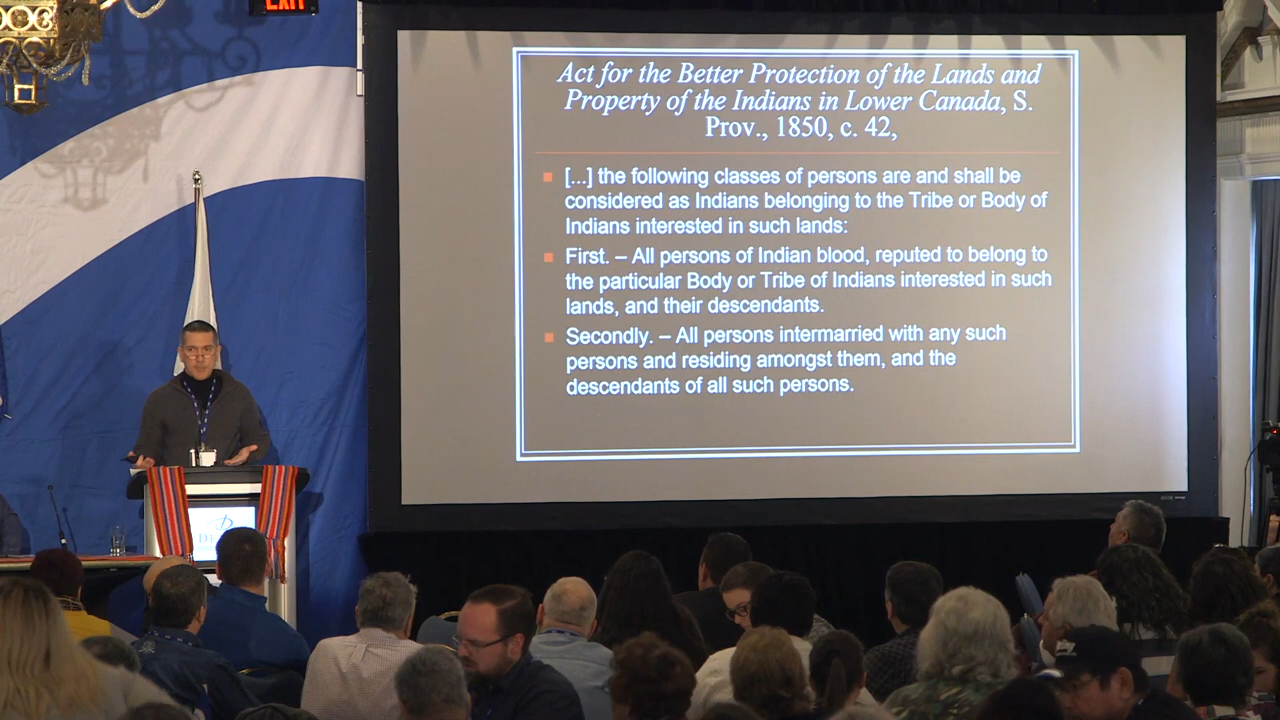 EXIT
Act for the Better Protection of the Lands and
Property of the Indians in Lower Canada, S.
Prov., 1850, c. 42,
[...] the following classes of persons are and shall be
considered as Indians belonging to the Tribe or Body of
Indians interested in such lands:
First. – All persons of Indian blood, reputed to belong to
the particular Body or Tribe of Indians interested in such
lands, and their descendants.
Secondly. – All persons intermarried with any such
persons and residing amongst them, and the
descendants of all such persons.